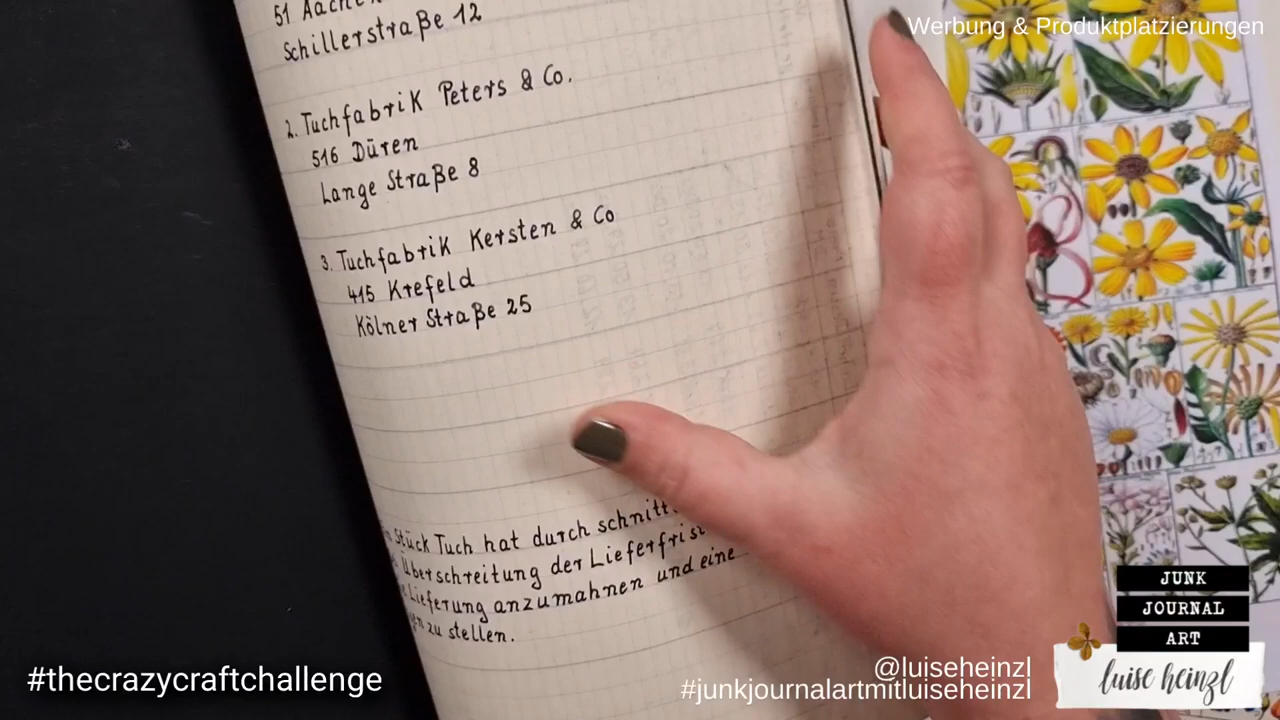 Werbung & Produktplatzierungen
51 Aachen
Schillerstraße 12
2. Tuchfabrik Peters & Co.
516 Düren
Lange Straße 8
3. Tuchfabrik Kersten & Co
415 Krefeld
Kölner Straße 25
Stück Tuch hat durchschnitt
Überschreitung der Lieferfrist
Lieferung anzumahnen und eine
zu stellen.
JUNK
JOURNAL
ART
luise heinzl
@luiseheinzl
#junkjournalartmitluiseheinzl
#thecrazycraftchallenge